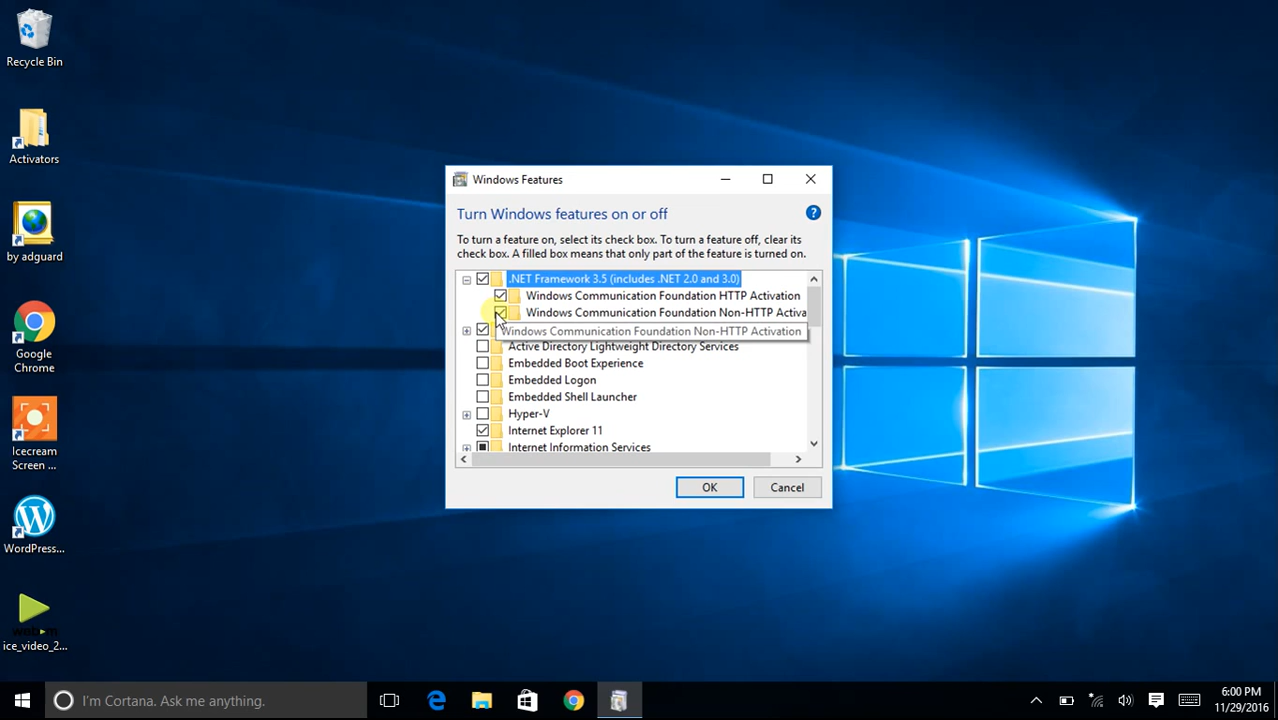 Recycle Bin
Activators
by adguard
Google
Chrome
Icecream
Screen ...
WordPress...
ice_video_2...
Windows Features
Turn Windows features on or off
?
To turn a feature on, select its check box. To turn a feature off, clear its
check box. A filled box means that only part of the feature is turned on.
.NET Framework 3.5 (includes .NET 2.0 and 3.0)
Windows Communication Foundation HTTP Activation
Windows Communication Foundation Non-HTTP Activa
Windows Communication Foundation Non-HTTP Activation
Active Directory Lightweight Directory Services
Embedded Boot Experience
Embedded Logon
Embedded Shell Launcher
Hyper-V
Internet Explorer 11
Internet Information Services
OK
Cancel
I'm Cortana. Ask me anything.
6:00 PM
11/29/2016